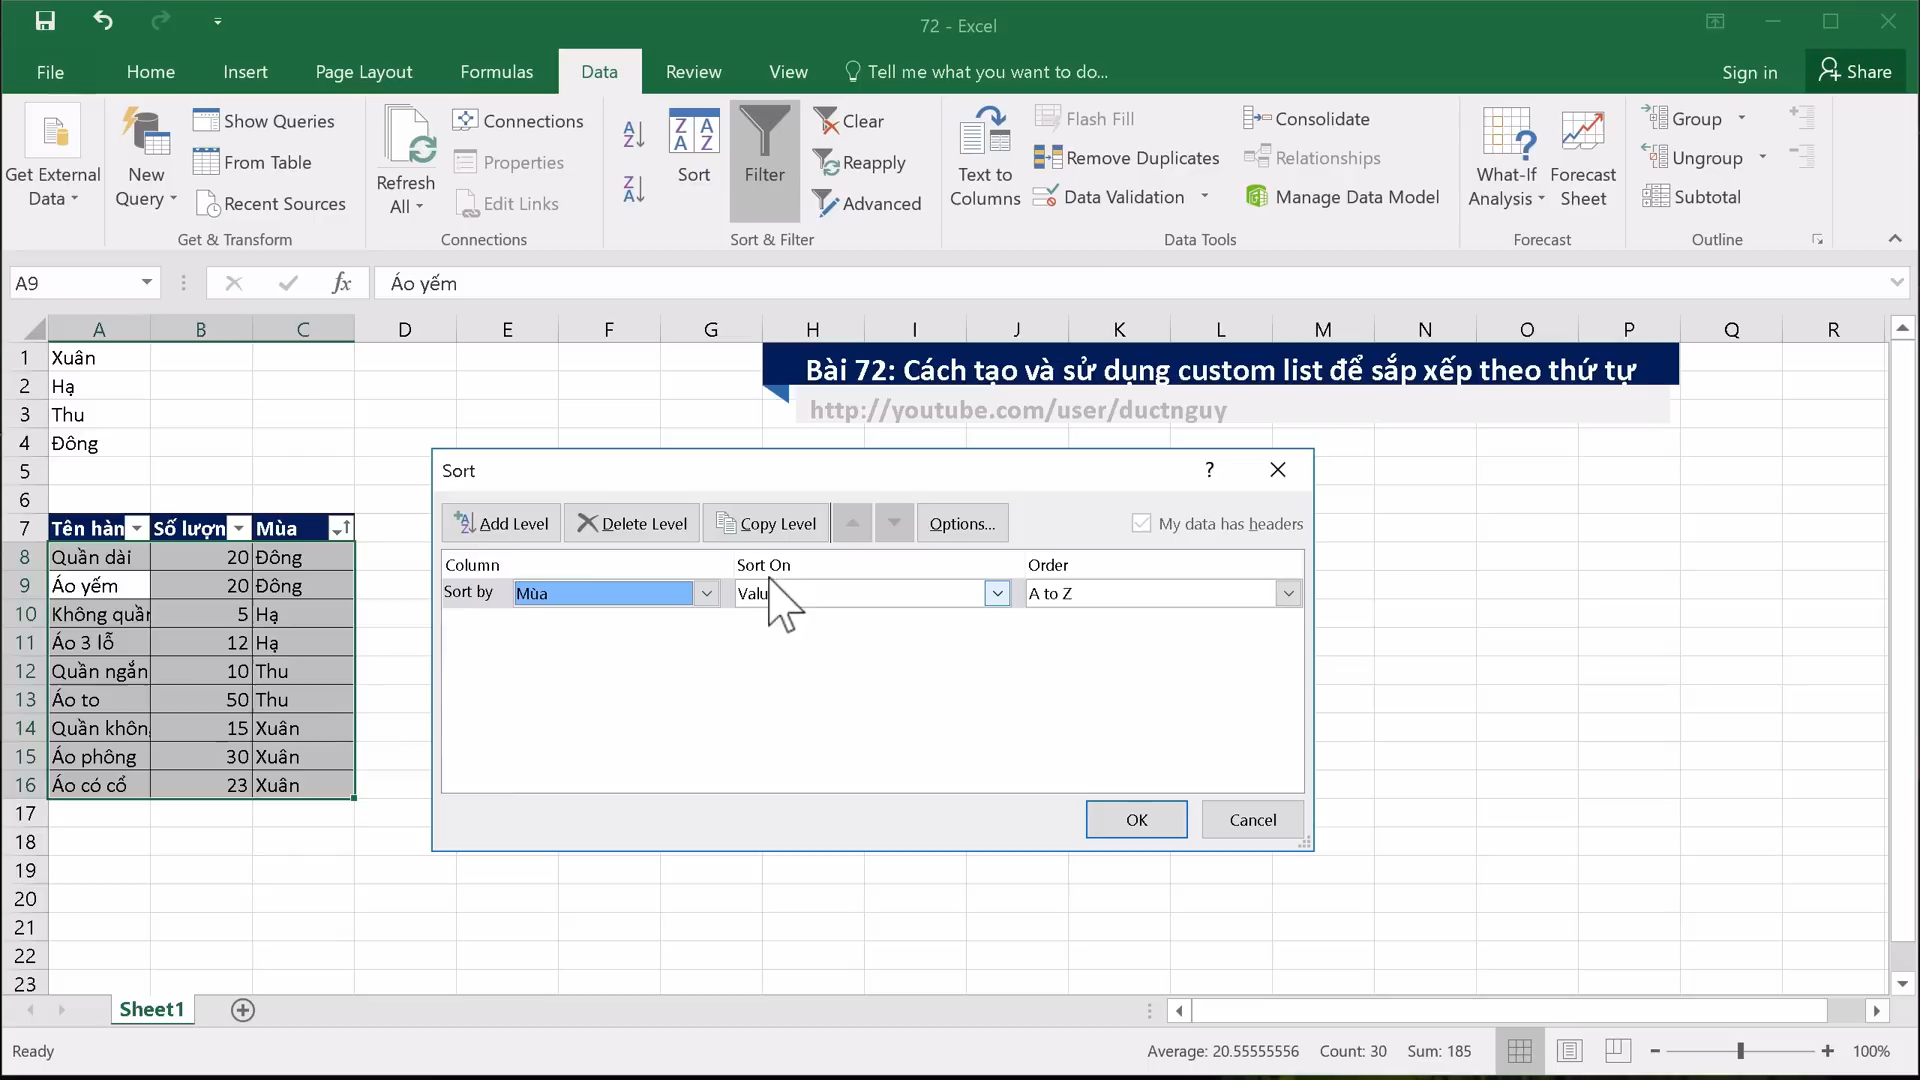 72 - Excel
File Home Insert Page Layout Formulas Data Review View Tell me what you want to do... Sign in Share
Get External Data
New Query
Show Queries
From Table
Recent Sources
Get & Transform
Refresh All
Connections
Properties
Edit Links
Connections
Sort
Filter
Clear
Reapply
Advanced
Sort & Filter
Text to Columns
Flash Fill
Remove Duplicates
Data Validation
Consolidate
Relationships
Manage Data Model
Data Tools
What-If Analysis
Forecast Sheet
Forecast
Group
Ungroup
Subtotal
Outline
A9 fx Áo yếm
A B C D E F G H I J K L M N O P Q R
1 Xuân
2 Hạ
3 Thu
4 Đông
5
6
7 Tên hàn Số lượn Mùa
8 Quần dài 20 Đông
9 Áo yếm 20 Đông
10 Không quần 5 Hạ
11 Áo 3 lỗ 12 Hạ
12 Quần ngắn 10 Thu
13 Áo to 50 Thu
14 Quần khôn 15 Xuân
15 Áo phông 30 Xuân
16 Áo có cổ 23 Xuân
17
18
19
20
21
22
23
Bài 72: Cách tạo và sử dụng custom list để sắp xếp theo thứ tự
http://youtube.com/user/ductnguy
Sort ?
Add Level Delete Level Copy Level Options... My data has headers
Column Sort On Order
Sort by Mùa Valu A to Z
OK Cancel
Sheet1
Ready Average: 20.55555556 Count: 30 Sum: 185 100%